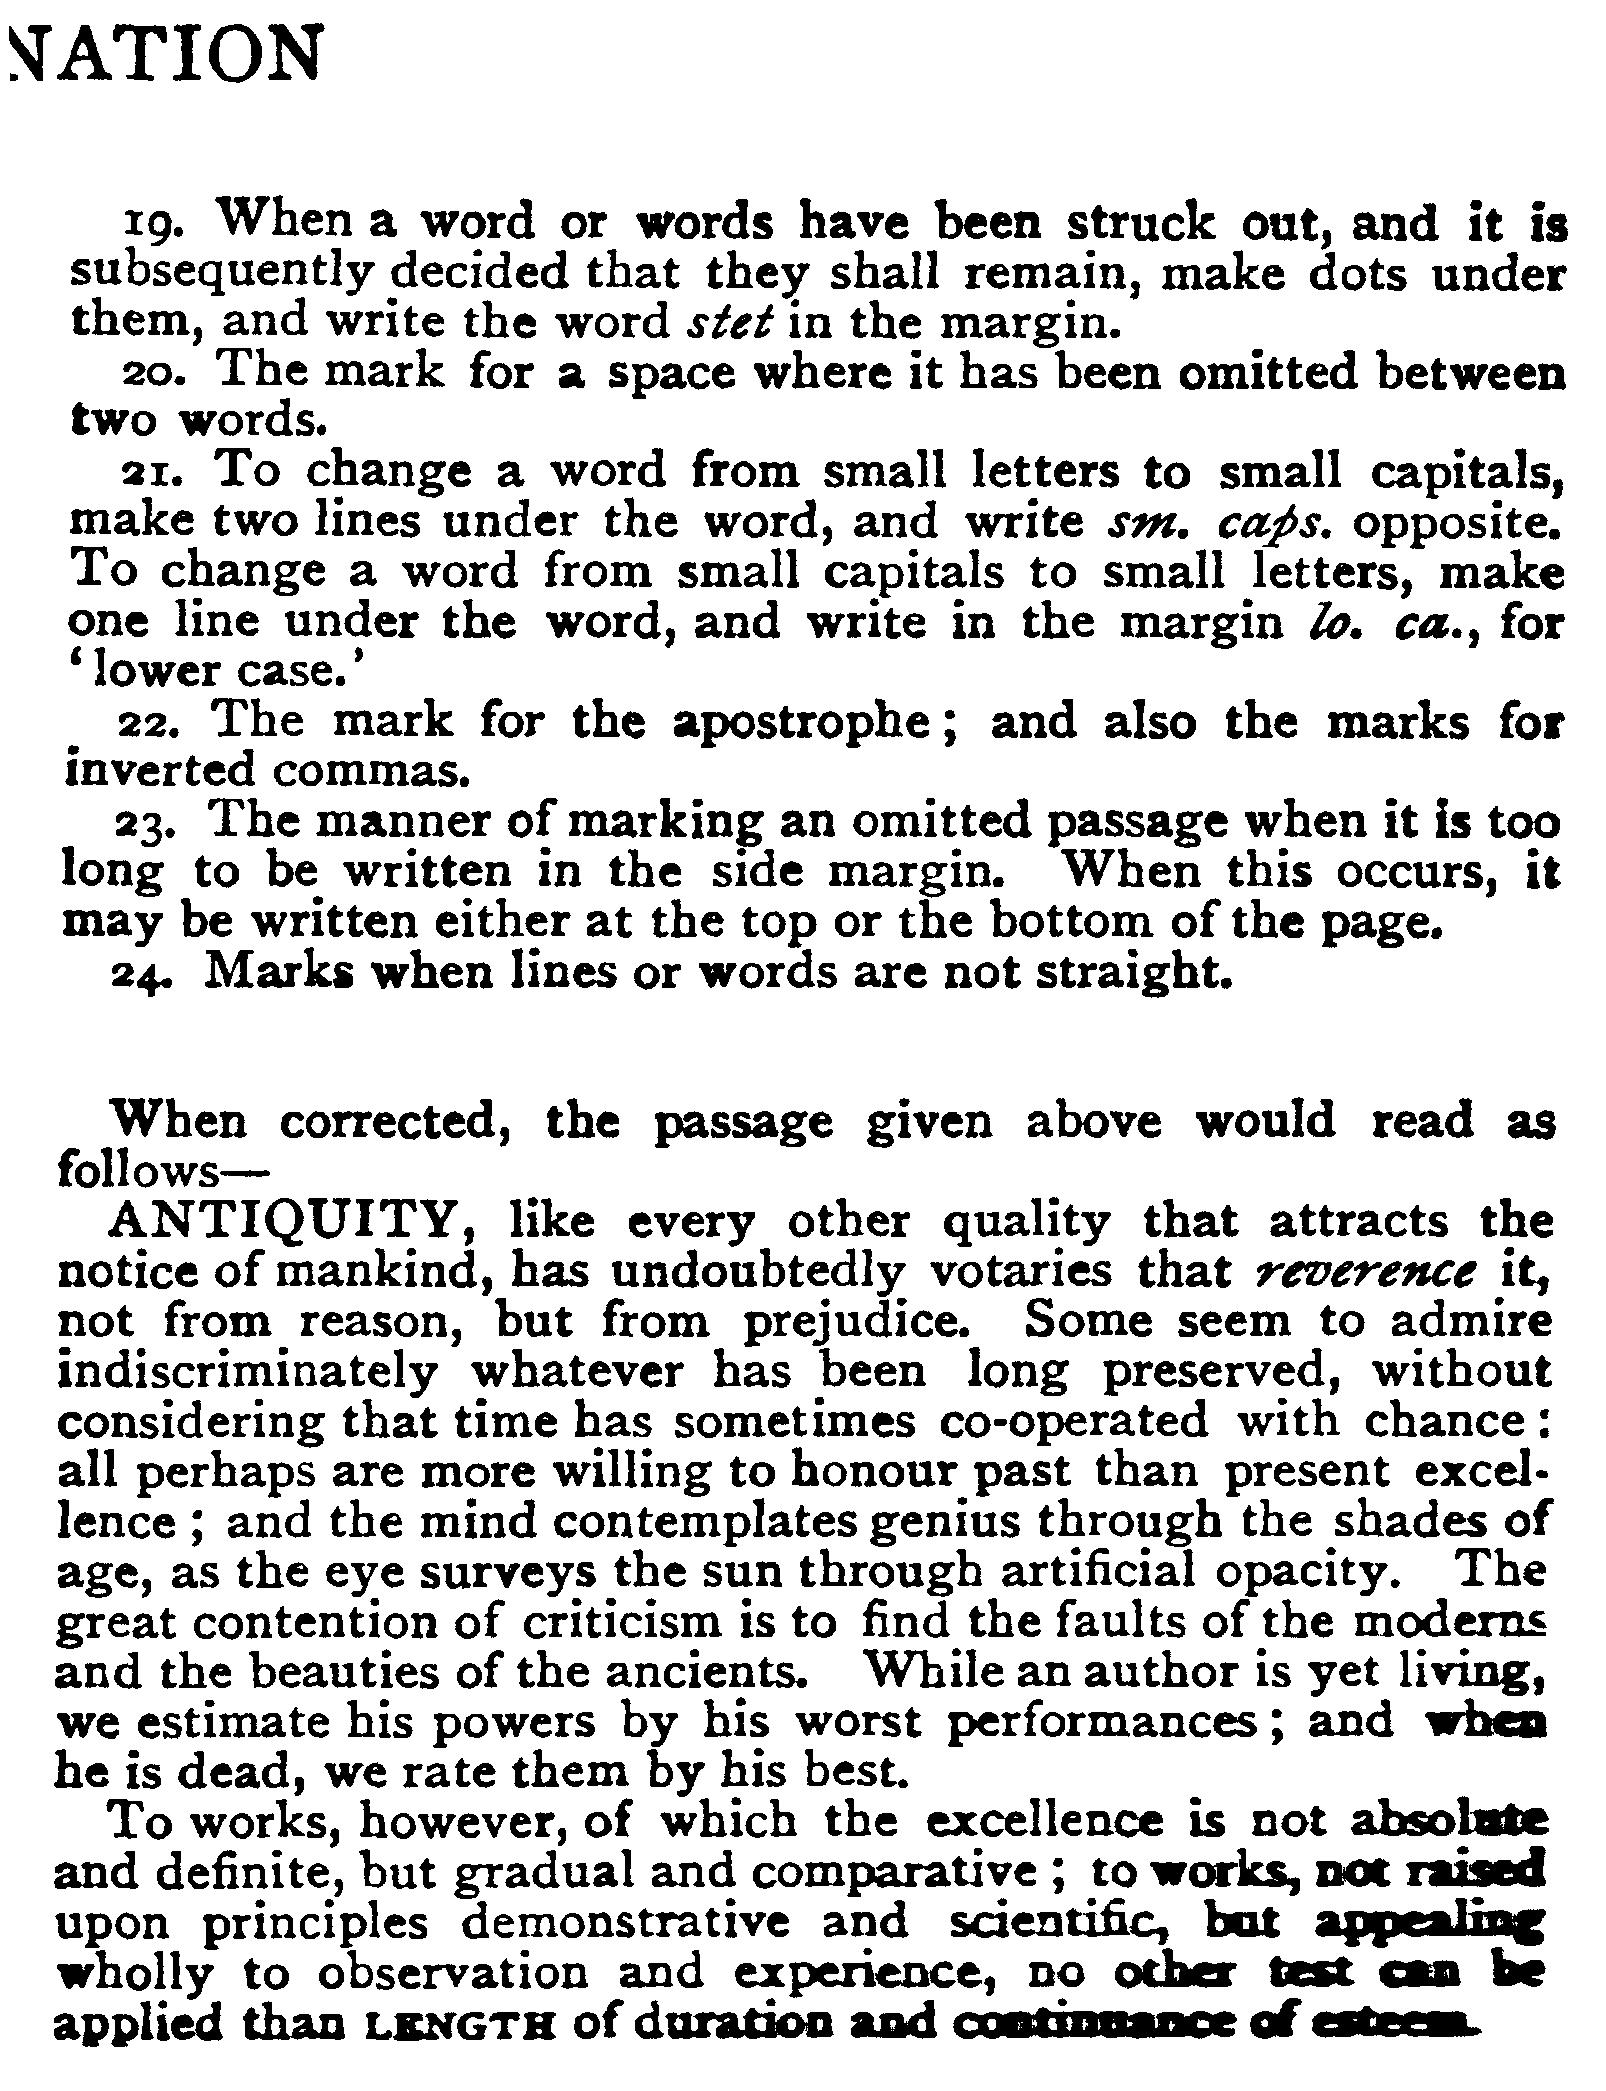 NATION
19. When a word or words have been struck out, and it is
subsequently decided that they shall remain, make dots under
them, and write the word stet in the margin.
20. The mark for a space where it has been omitted between
two words.
21. To change a word from small letters to small capitals,
make two lines under the word, and write sm. caps. opposite.
To change a word from small capitals to small letters, make
one line under the word, and write in the margin lo. ca., for
‘lower case.’
22. The mark for the apostrophe; and also the marks for
inverted commas.
23. The manner of marking an omitted passage when it is too
long to be written in the side margin. When this occurs, it
may be written either at the top or the bottom of the page.
24. Marks when lines or words are not straight.
When corrected, the passage given above would read as
follows—
ANTIQUITY, like every other quality that attracts the
notice of mankind, has undoubtedly votaries that reverence it,
not from reason, but from prejudice. Some seem to admire
indiscriminately whatever has been long preserved, without
considering that time has sometimes co-operated with chance:
all perhaps are more willing to honour past than present excel-
lence; and the mind contemplates genius through the shades of
age, as the eye surveys the sun through artificial opacity. The
great contention of criticism is to find the faults of the moderns
and the beauties of the ancients. While an author is yet living,
we estimate his powers by his worst performances; and when
he is dead, we rate them by his best.
To works, however, of which the excellence is not absolute
and definite, but gradual and comparative; to works, not raised
upon principles demonstrative and scientific, but appealing
wholly to observation and experience, no other test can be
applied than LENGTH of duration and continuance of esteem.